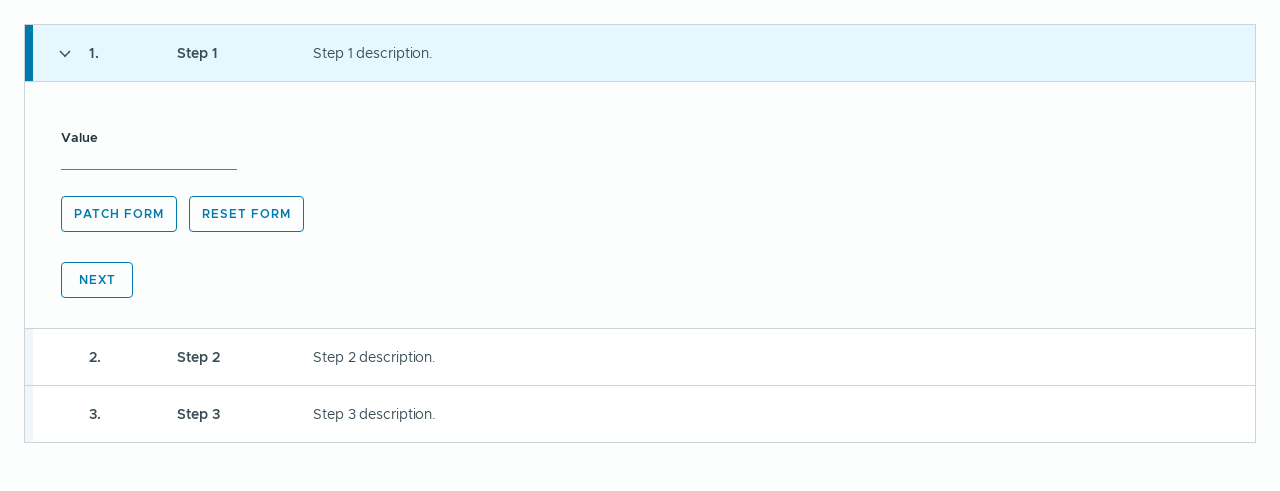 1. Step 1 Step 1 description.
Value
PATCH FORM RESET FORM
NEXT
2. Step 2 Step 2 description.
3. Step 3 Step 3 description.